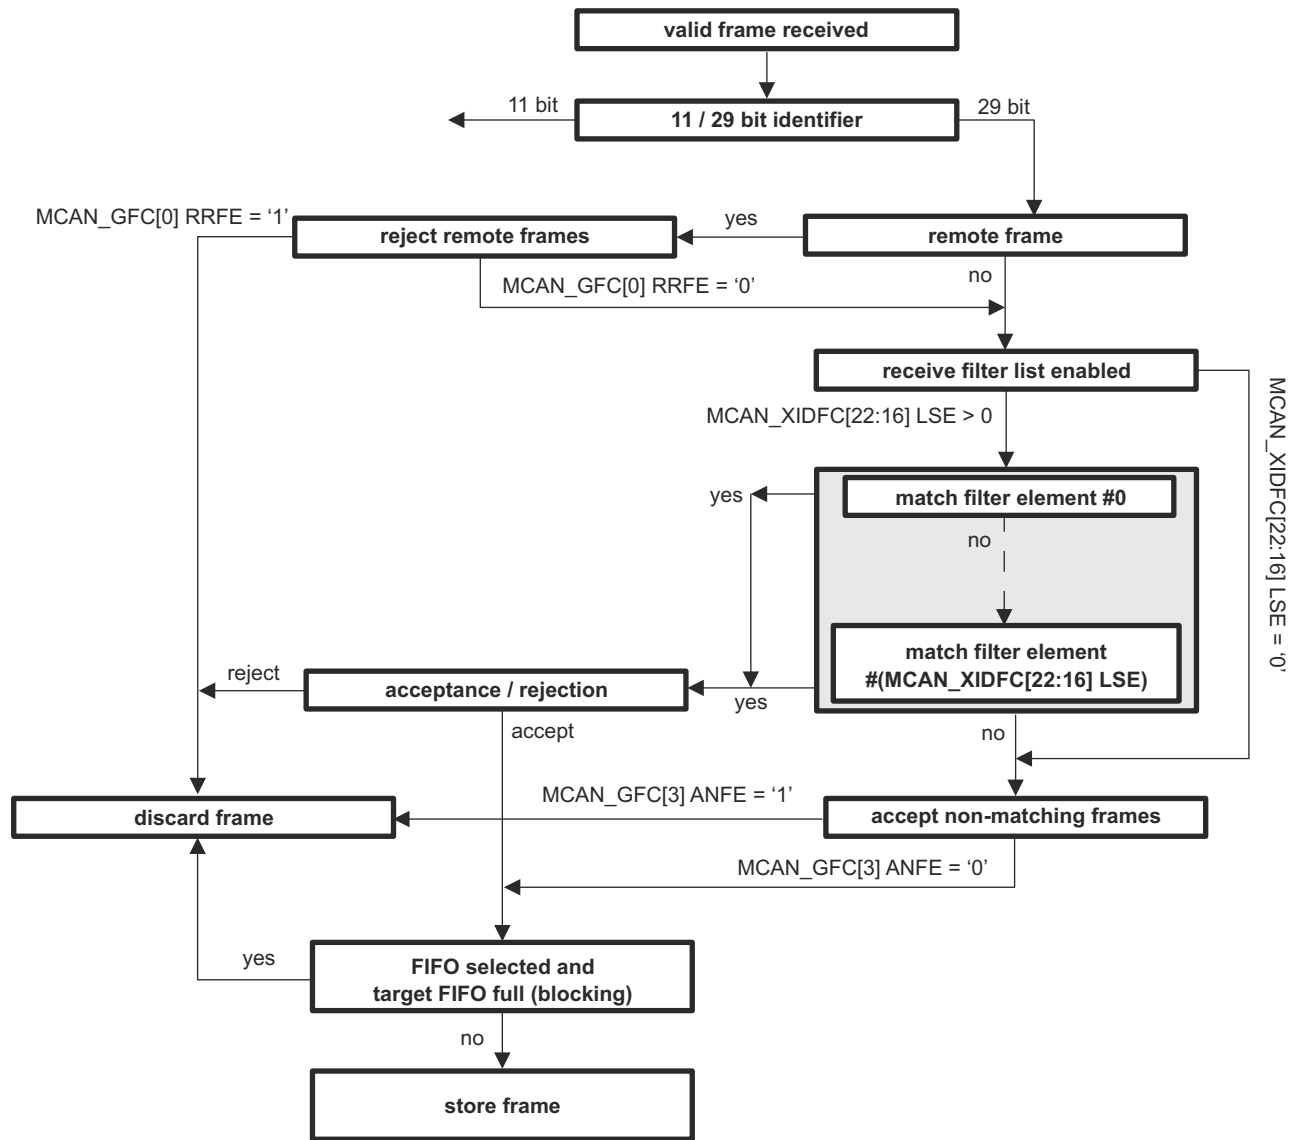 valid frame received
11 bit
11 / 29 bit identifier
29 bit
MCAN_GFC[0] RRFE = ‘1’
reject remote frames
yes
remote frame
MCAN_GFC[0] RRFE = ‘0’
no
receive filter list enabled
MCAN_XIDFC[22:16] LSE > 0
MCAN_XIDFC[22:16] LSE = ‘0’
yes
match filter element #0
no
match filter element
#(MCAN_XIDFC[22:16] LSE)
reject
acceptance / rejection
yes
accept
no
discard frame
MCAN_GFC[3] ANFE = ‘1’
accept non-matching frames
MCAN_GFC[3] ANFE = ‘0’
yes
FIFO selected and
target FIFO full (blocking)
no
store frame